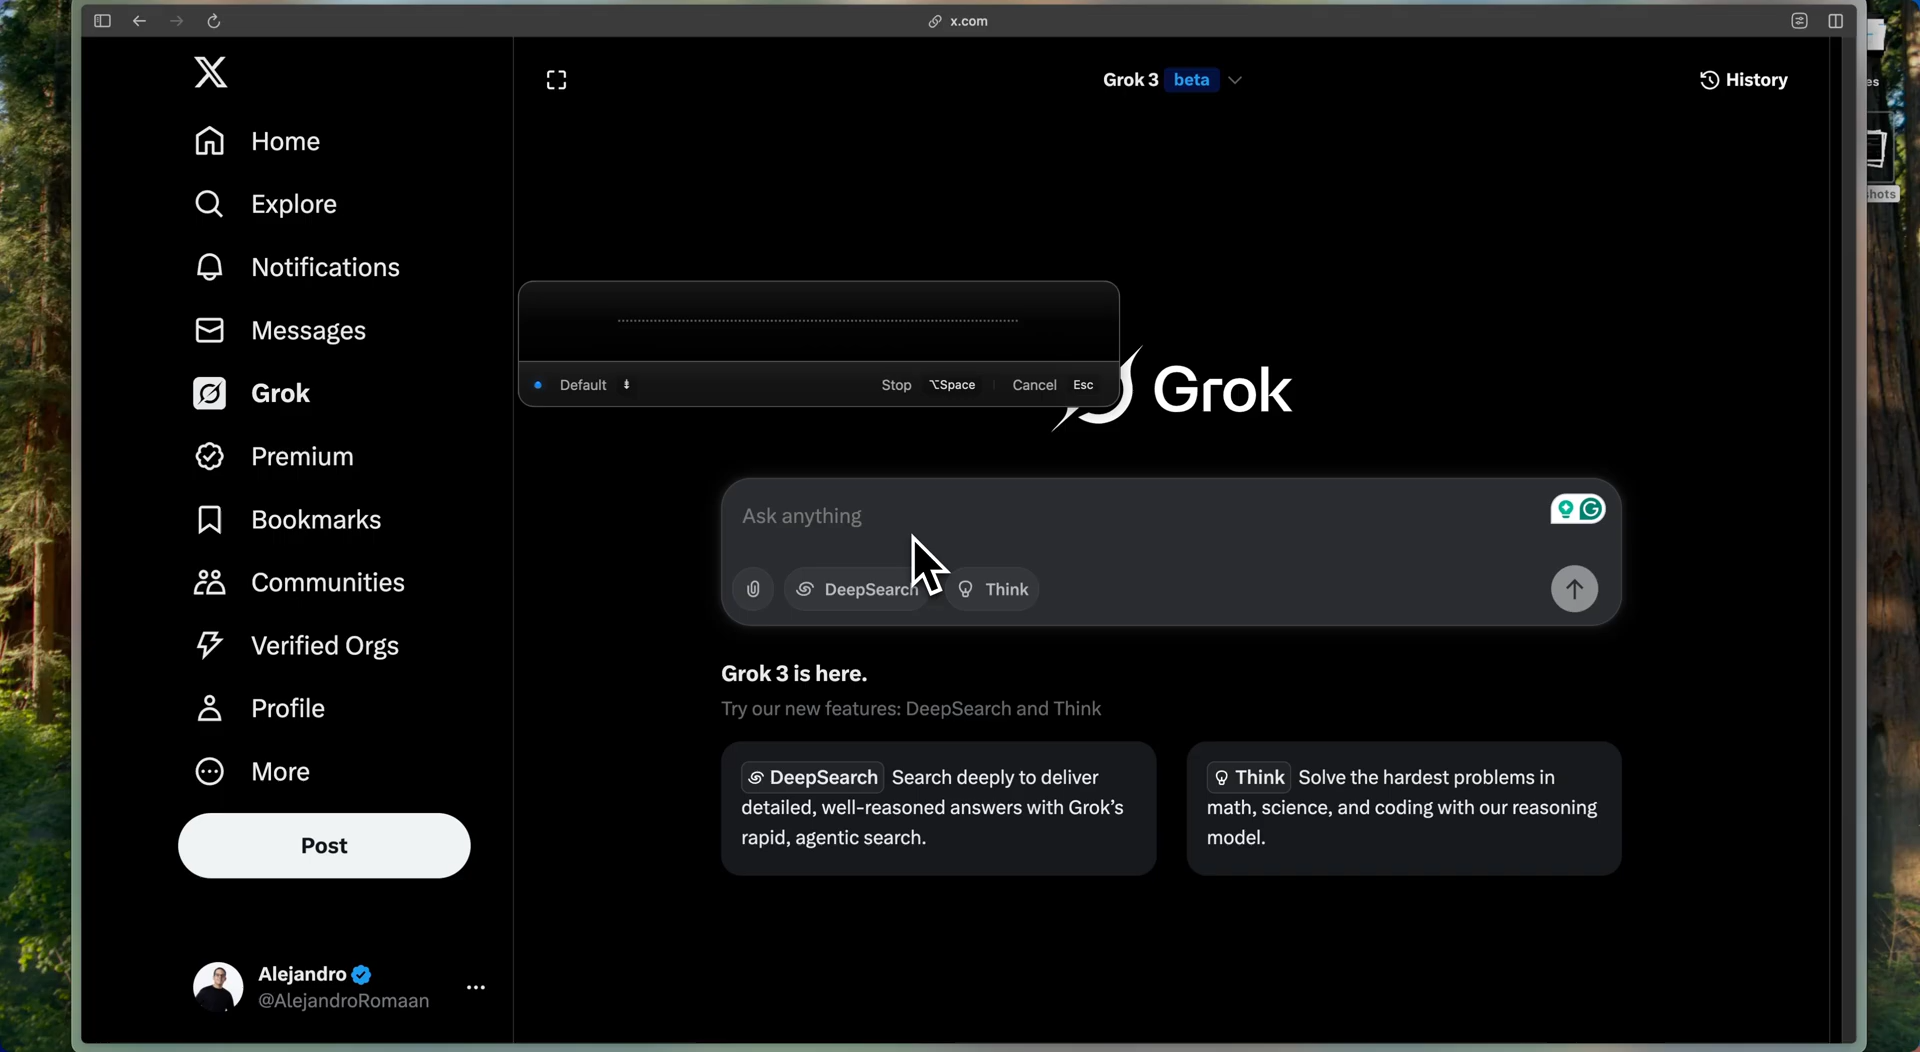 x.com
Grok 3 beta
History
Home
Explore
Notifications
Messages
Grok
Premium
Bookmarks
Communities
Verified Orgs
Profile
More
Post
Alejandro
@AlejandroRomaan
Default
Stop ⌥Space
Cancel Esc
Grok
Ask anything
DeepSearch
Think
Grok 3 is here.
Try our new features: DeepSearch and Think
DeepSearch Search deeply to deliver
detailed, well-reasoned answers with Grok’s
rapid, agentic search.
Think Solve the hardest problems in
math, science, and coding with our reasoning
model.